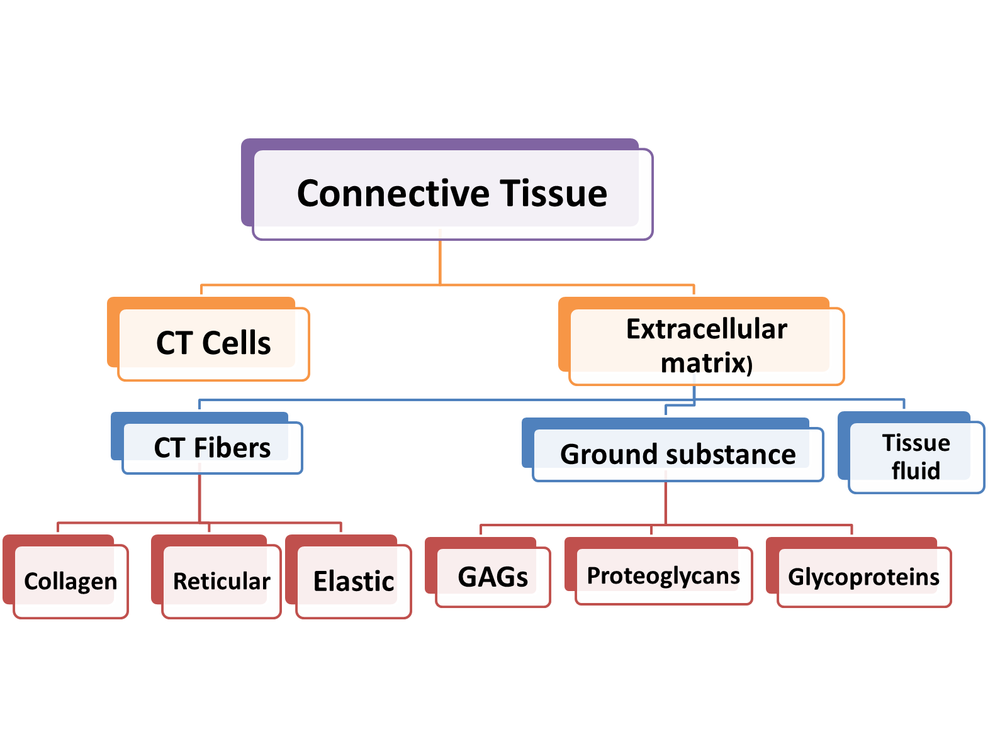 Connective Tissue
CT Cells
Extracellular
matrix)
CT Fibers
Ground substance
Tissue
fluid
Collagen
Reticular
Elastic
GAGs
Proteoglycans
Glycoproteins